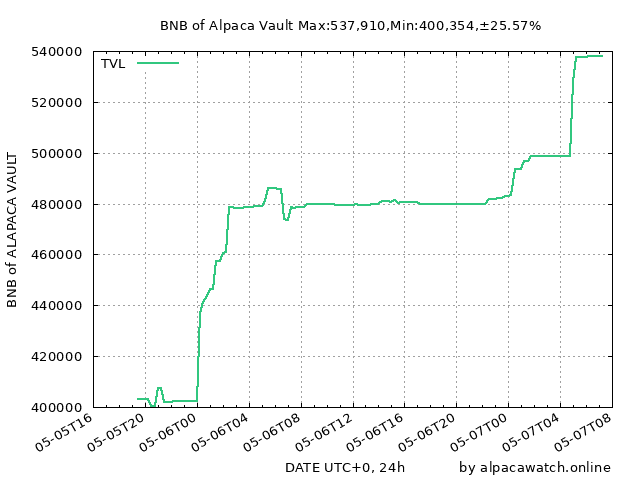 BNB of Alpaca Vault Max:537,910,Min:400,354,±25.57%
TVL
540000
520000
500000
480000
460000
440000
420000
400000
BNB of ALAPACA VAULT
05-05T16
05-05T20
05-06T00
05-06T04
05-06T08
05-06T12
05-06T16
05-06T20
05-07T00
05-07T04
05-07T08
DATE UTC+0, 24h
by alpacawatch.online